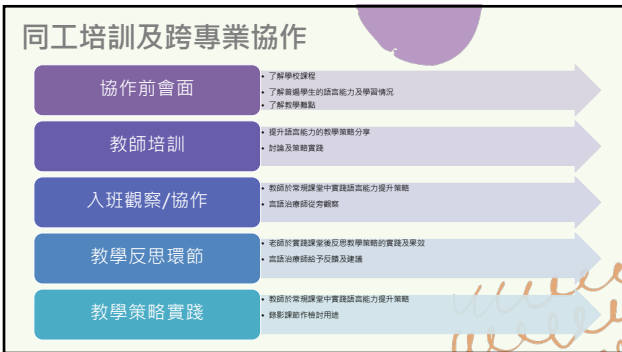 同工培訓及跨專業協作
協作前會面
• 了解學校課程
• 了解普遍學生的語言能力及學習情況
• 了解教學難點
教師培訓
• 提升語言能力的教學策略分享
• 討論及策略實踐
入班觀察/協作
• 教師於常規課堂中實踐語言能力提升策略
• 言語治療師從旁觀察
教學反思環節
• 老師於實踐課堂後反思教學策略的實踐及果效
• 言語治療師給予反饋及建議
教學策略實踐
• 教師於常規課堂中實踐語言能力提升策略
• 錄影課節作檢討用途